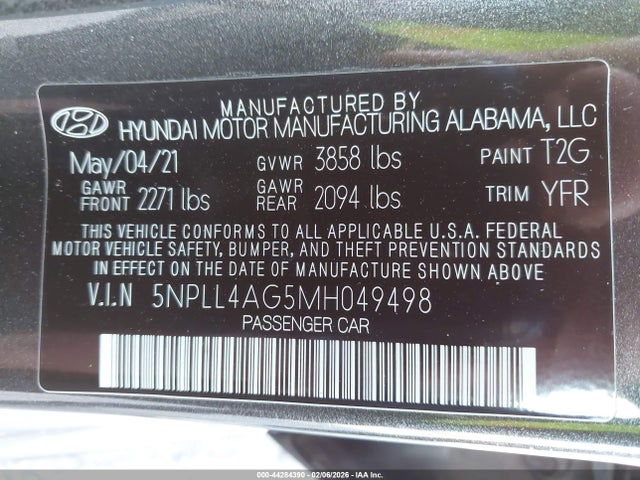 MANUFACTURED BY
HYUNDAI MOTOR MANUFACTURING ALABAMA, LLC
May/04/21 GVWR 3858 lbs PAINT T2G
GAWR FRONT 2271 lbs GAWR REAR 2094 lbs TRIM YFR
THIS VEHICLE CONFORMS TO ALL APPLICABLE U.S.A. FEDERAL
MOTOR VEHICLE SAFETY, BUMPER, AND THEFT PREVENTION STANDARDS
IN EFFECT ON THE DATE OF MANUFACTURE SHOWN ABOVE
V.I.N 5NPLL4AG5MH049498
PASSENGER CAR
000-44284390 - 02/06/2026 - IAA Inc.